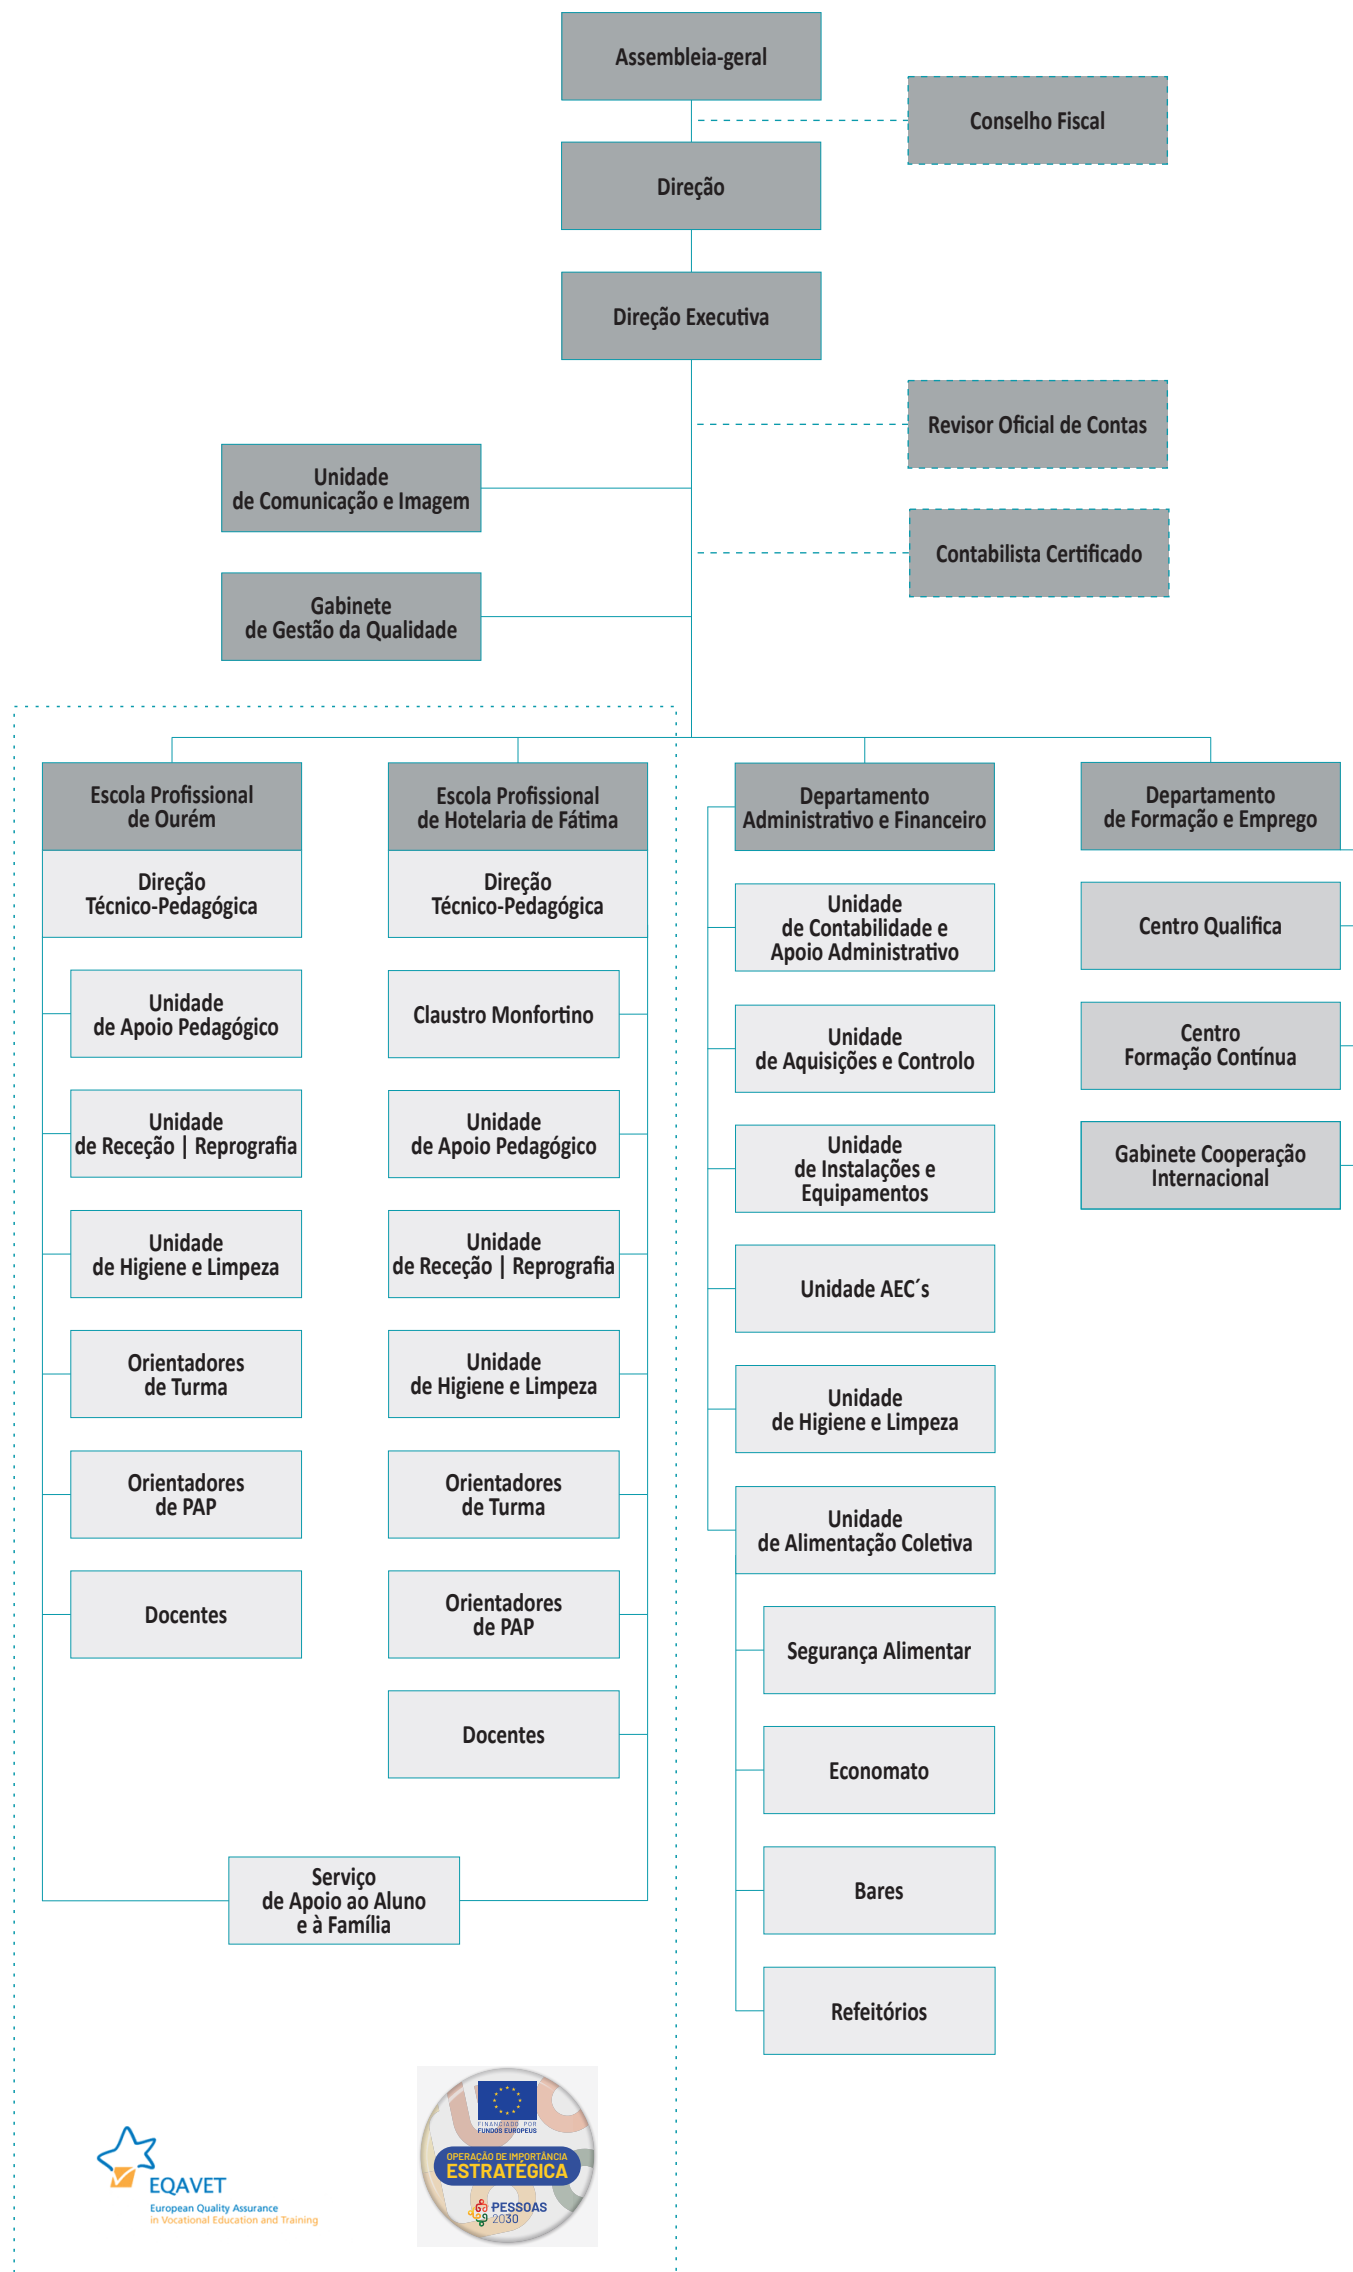 Assembleia-geral
Conselho Fiscal
Direção
Direção Executiva
Revisor Oficial de Contas
Unidade
de Comunicação e Imagem
Contabilista Certificado
Gabinete
de Gestão da Qualidade
Escola Profissional
de Ourém
Direção
Técnico-Pedagógica
Unidade
de Apoio Pedagógico
Unidade
de Receção | Reprografia
Unidade
de Higiene e Limpeza
Orientadores
de Turma
Orientadores
de PAP
Docentes
Escola Profissional
de Hotelaria de Fátima
Direção
Técnico-Pedagógica
Claustro Monfortino
Unidade
de Apoio Pedagógico
Unidade
de Receção | Reprografia
Unidade
de Higiene e Limpeza
Orientadores
de Turma
Orientadores
de PAP
Docentes
Serviço
de Apoio ao Aluno
e à Família
Departamento
Administrativo e Financeiro
Unidade
de Contabilidade e
Apoio Administrativo
Unidade
de Aquisições e Controlo
Unidade
de Instalações e
Equipamentos
Unidade AEC´s
Unidade
de Higiene e Limpeza
Unidade
de Alimentação Coletiva
Segurança Alimentar
Economato
Bares
Refeitórios
Departamento
de Formação e Emprego
Centro Qualifica
Centro
Formação Contínua
Gabinete Cooperação
Internacional
EQAVET
European Quality Assurance
in Vocational Education and Training
FINANCIADO POR
FUNDOS EUROPEUS
OPERAÇÃO DE IMPORTÂNCIA
ESTRATÉGICA
PESSOAS
2030